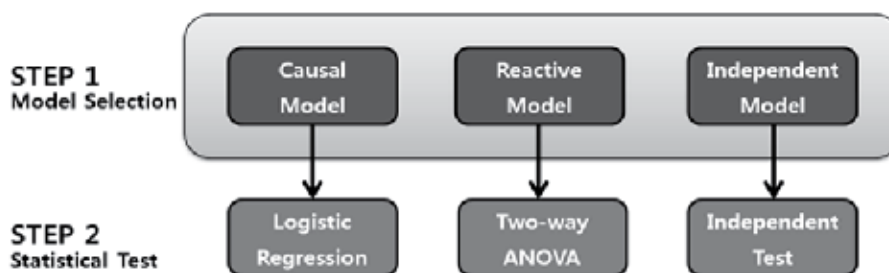 STEP 1
Model Selection
Causal
Model
Reactive
Model
Independent
Model
STEP 2
Statistical Test
Logistic
Regression
Two-way
ANOVA
Independent
Test